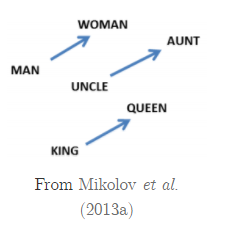 WOMAN
AUNT
MAN
UNCLE
QUEEN
KING
From Mikolov et al.
(2013a)